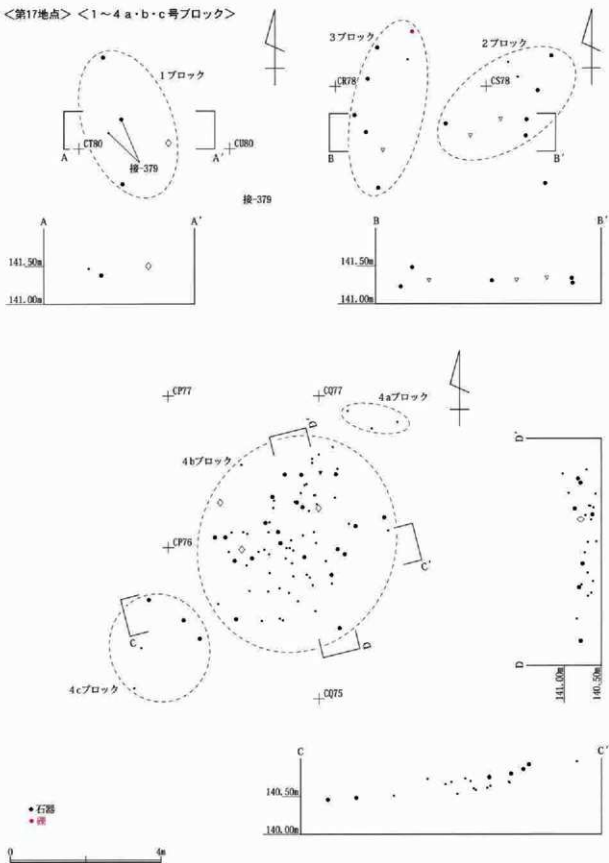 <第17地点> <1～4a・b・c号ブロック>
1ブロック
A
CT80
A'
CU80
接-379
接-379
3ブロック
2ブロック
CR78
CS78
B
B'
A
A'
141.50m
141.00m
B
B'
141.50m
141.00m
CP77
CQ77
4aブロック
4bブロック
D'
CP76
C'
C
D
4cブロック
CQ75
D'
D
141.00m
140.50m
C
C'
140.50m
140.00m
石器
礫
0
4m